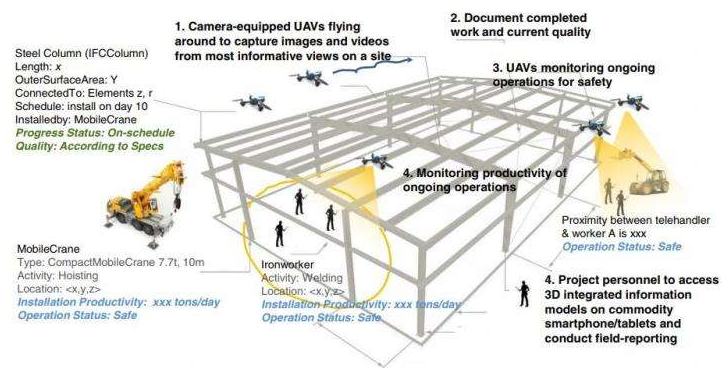 1. Camera-equipped UAVs flying
around to capture images and videos
from most informative views on a site
2. Document completed
work and current quality
3. UAVs monitoring ongoing
operations for safety
Steel Column (IFCColumn)
Length: x
OuterSurfaceArea: Y
ConnectedTo: Elements z, r
Schedule: install on day 10
Installedby: MobileCrane
Progress Status: On-schedule
Quality: According to Specs
4. Monitoring productivity of
ongoing operations
Proximity between telehandler
& worker A is xxx
Operation Status: Safe
MobileCrane
Type: CompactMobileCrane 7.7t, 10m
Activity: Hoisting
Location: <x,y,z>
Installation Productivity: xxx tons/day
Operation Status: Safe
Ironworker
Activity: Welding
Location: <x,y,z>
Installation Productivity: xxx tons/day
Operation Status: Safe
4. Project personnel to access
3D integrated information
models on commodity
smartphone/tablets and
conduct field-reporting